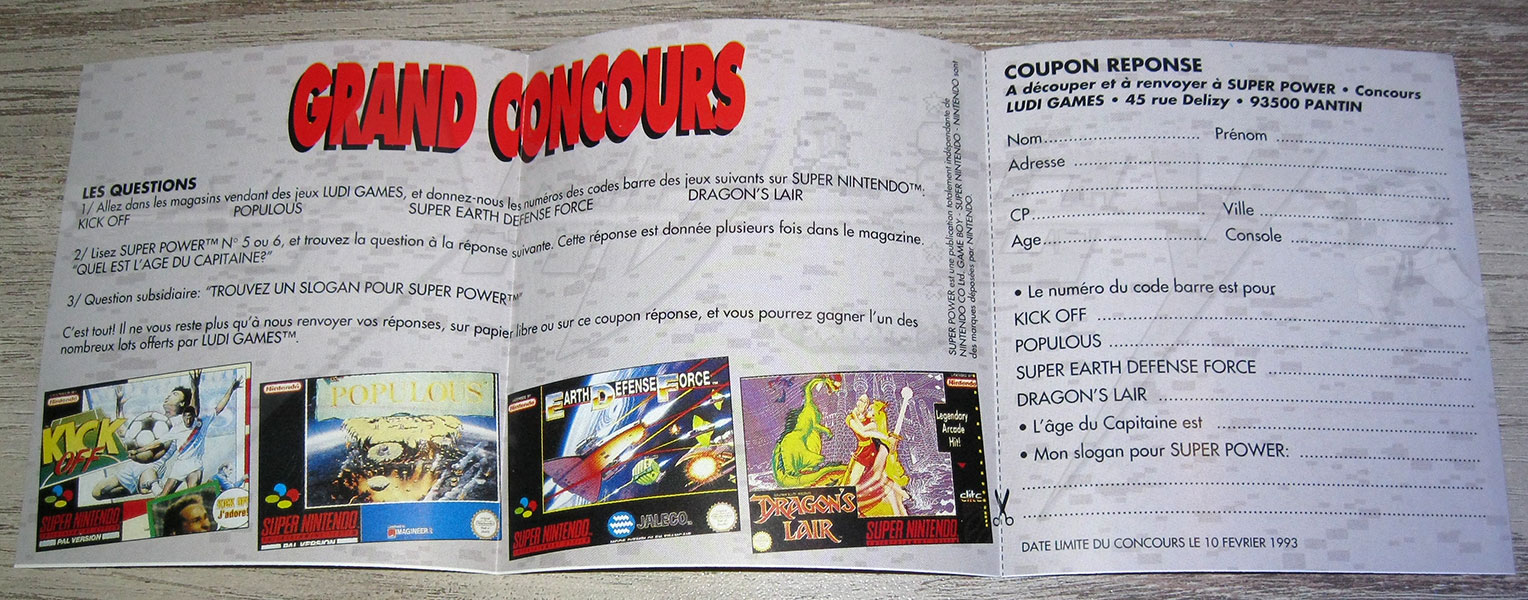 GRAND CONCOURS
LES QUESTIONS
1/ Allez dans les magasins vendant des jeux LUDI GAMES, et donnez-nous les numéros des codes barre des jeux suivants sur SUPER NINTENDO™.
KICK OFF POPULOUS SUPER EARTH DEFENSE FORCE DRAGON'S LAIR
2/ Lisez SUPER POWER™ N° 5 ou 6, et trouvez la question à la réponse suivante. Cette réponse est donnée plusieurs fois dans le magazine.
"QUEL EST L'AGE DU CAPITAINE?"
3/ Question subsidiaire: "TROUVEZ UN SLOGAN POUR SUPER POWER™"
C'est tout! Il ne vous reste plus qu'à nous renvoyer vos réponses, sur papier libre ou sur ce coupon réponse, et vous pourrez gagner l'un des
nombreux lots offerts par LUDI GAMES™.
SUPER POWER est une publication totalement indépendante de
NINTENDO CO Ltd. GAME BOY - SUPER NINTENDO - NINTENDO sont
des marques déposées par NINTENDO.
Nintendo
KICK
OFF
KICK OFF
J'adore!
SUPER NINTENDO
PAL VERSION
Nintendo
POPULOUS
SUPER NINTENDO
PAL VERSION
IMAGINEER
Nintendo
EARTH DEFENSE FORCE
SUPER NINTENDO
JALECO
Nintendo
Legendary
Arcade
Hit!
DRAGON'S
LAIR
elite
SUPER NINTENDO
COUPON REPONSE
A découper et à renvoyer à SUPER POWER • Concours
LUDI GAMES • 45 rue Delizy • 93500 PANTIN
Nom Prénom
Adresse
CP Ville
Age Console
• Le numéro du code barre est pour
KICK OFF
POPULOUS
SUPER EARTH DEFENSE FORCE
DRAGON'S LAIR
• L'âge du Capitaine est
• Mon slogan pour SUPER POWER:
DATE LIMITE DU CONCOURS LE 10 FEVRIER 1993